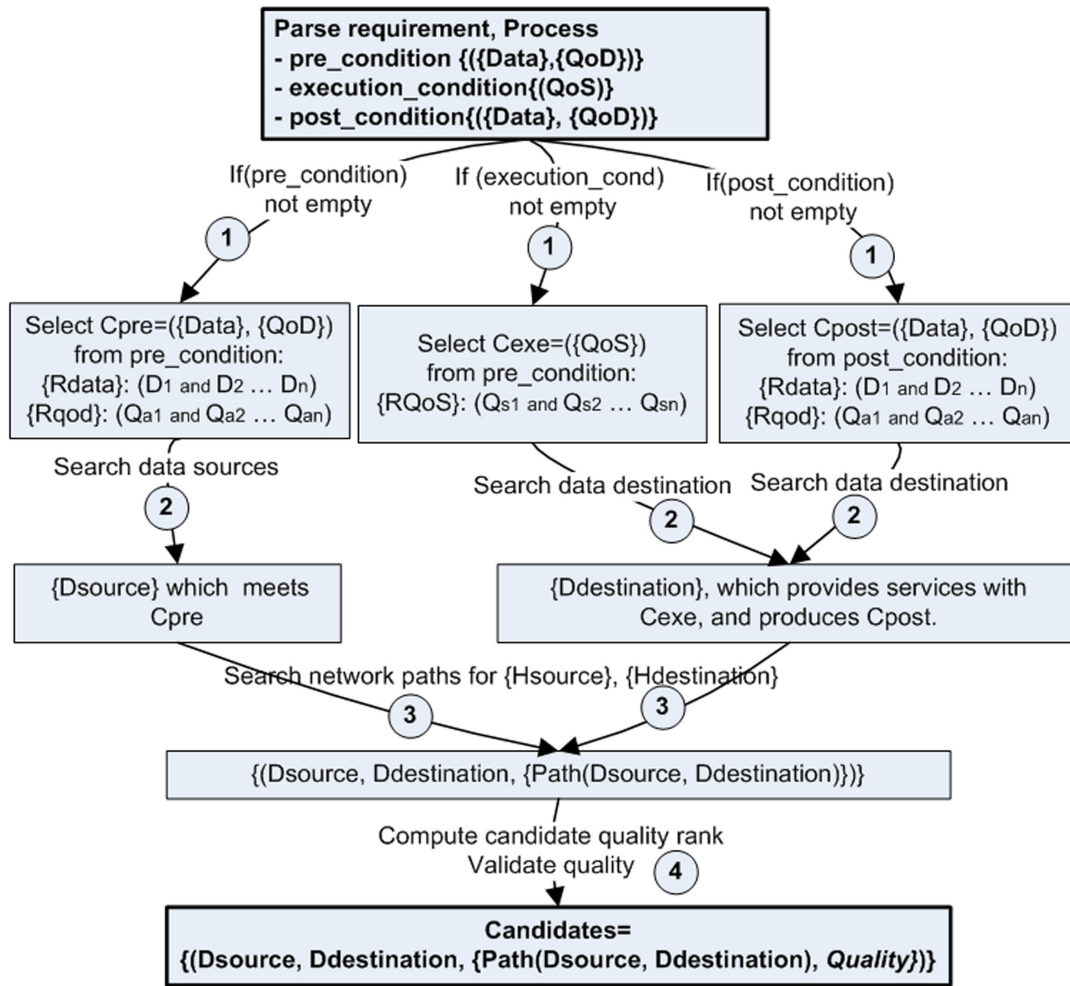 Parse requirement, Process
- pre_condition {({Data},{QoD})}
- execution_condition{(QoS)}
- post_condition{({Data}, {QoD})}
If(pre_condition)
not empty
If (execution_cond)
not empty
If(post_condition)
not empty
1
1
1
Select Cpre=({Data}, {QoD})
from pre_condition:
{Rdata}: (D1 and D2 … Dn)
{Rqod}: (Qa1 and Qa2 … Qan)
Select Cexe=({QoS})
from pre_condition:
{RQoS}: (Qs1 and Qs2 … Qsn)
Select Cpost=({Data}, {QoD})
from post_condition:
{Rdata}: (D1 and D2 … Dn)
{Rqod}: (Qa1 and Qa2 … Qan)
Search data sources
2
Search data destination
2
Search data destination
2
{Dsource} which meets
Cpre
{Ddestination}, which provides services with
Cexe, and produces Cpost.
Search network paths for {Hsource}, {Hdestination}
3
3
{(Dsource, Ddestination, {Path(Dsource, Ddestination)})}
Compute candidate quality rank
Validate quality
4
Candidates=
{(Dsource, Ddestination, {Path(Dsource, Ddestination), Quality})}